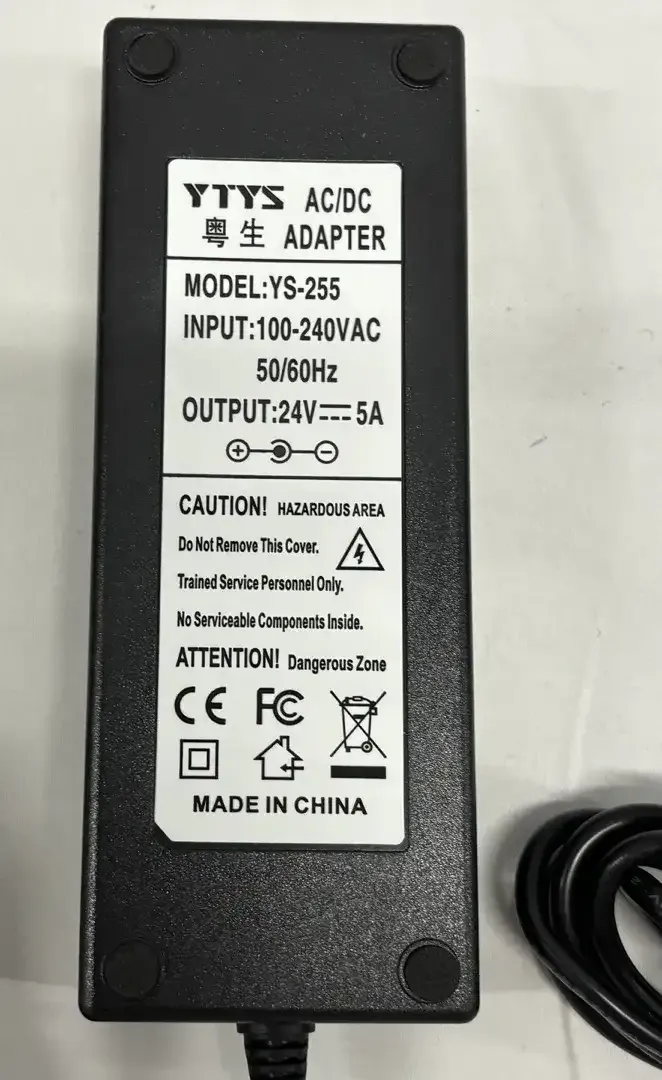 YTYS AC/DC
粤生 ADAPTER
MODEL:YS-255
INPUT:100-240VAC
50/60Hz
OUTPUT:24V⎓5A
+ -
CAUTION! HAZARDOUS AREA
Do Not Remove This Cover.
Trained Service Personnel Only.
No Serviceable Components Inside.
ATTENTION! Dangerous Zone
CE FC
MADE IN CHINA